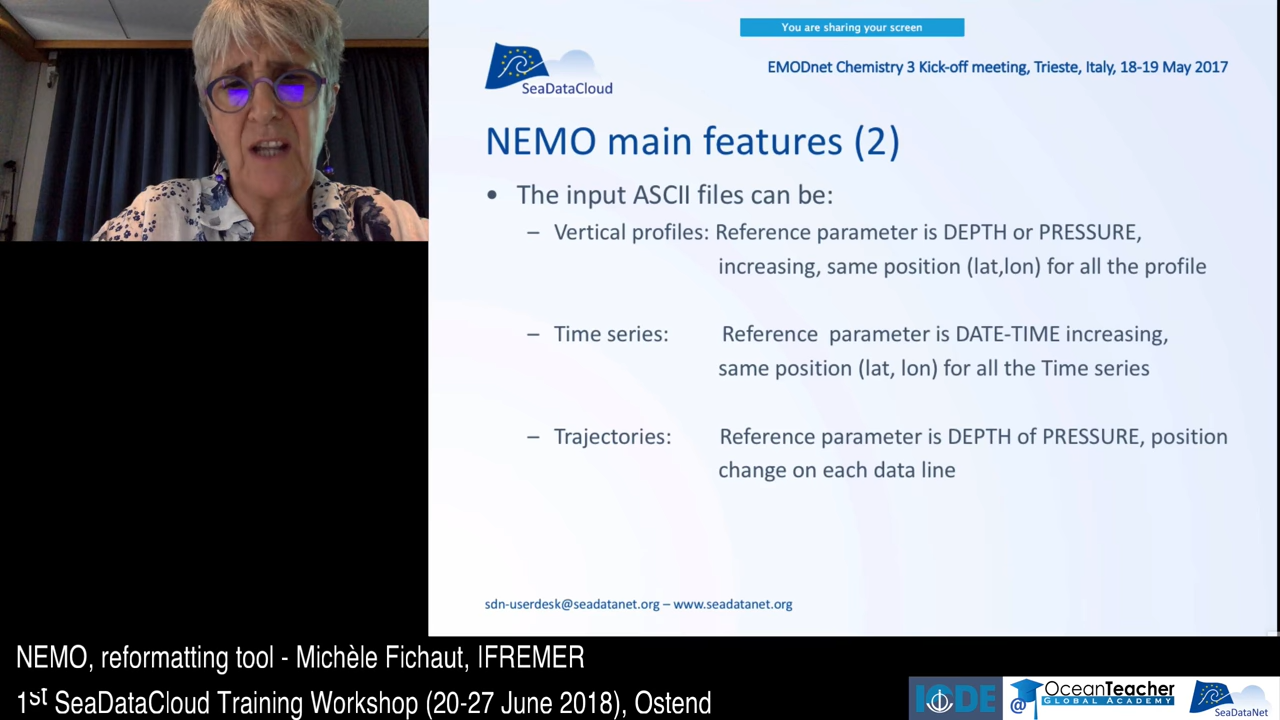 You are sharing your screen
SeaDataCloud
EMODnet Chemistry 3 Kick-off meeting, Trieste, Italy, 18-19 May 2017
NEMO main features (2)
• The input ASCII files can be:
– Vertical profiles: Reference parameter is DEPTH or PRESSURE,
increasing, same position (lat,lon) for all the profile
– Time series: Reference parameter is DATE-TIME increasing,
same position (lat, lon) for all the Time series
– Trajectories: Reference parameter is DEPTH of PRESSURE, position
change on each data line
sdn-userdesk@seadatanet.org – www.seadatanet.org
NEMO, reformatting tool - Michèle Fichaut, IFREMER
1st SeaDataCloud Training Workshop (20-27 June 2018), Ostend
IODE
@ OceanTeacher
GLOBAL ACADEMY
SeaDataNet